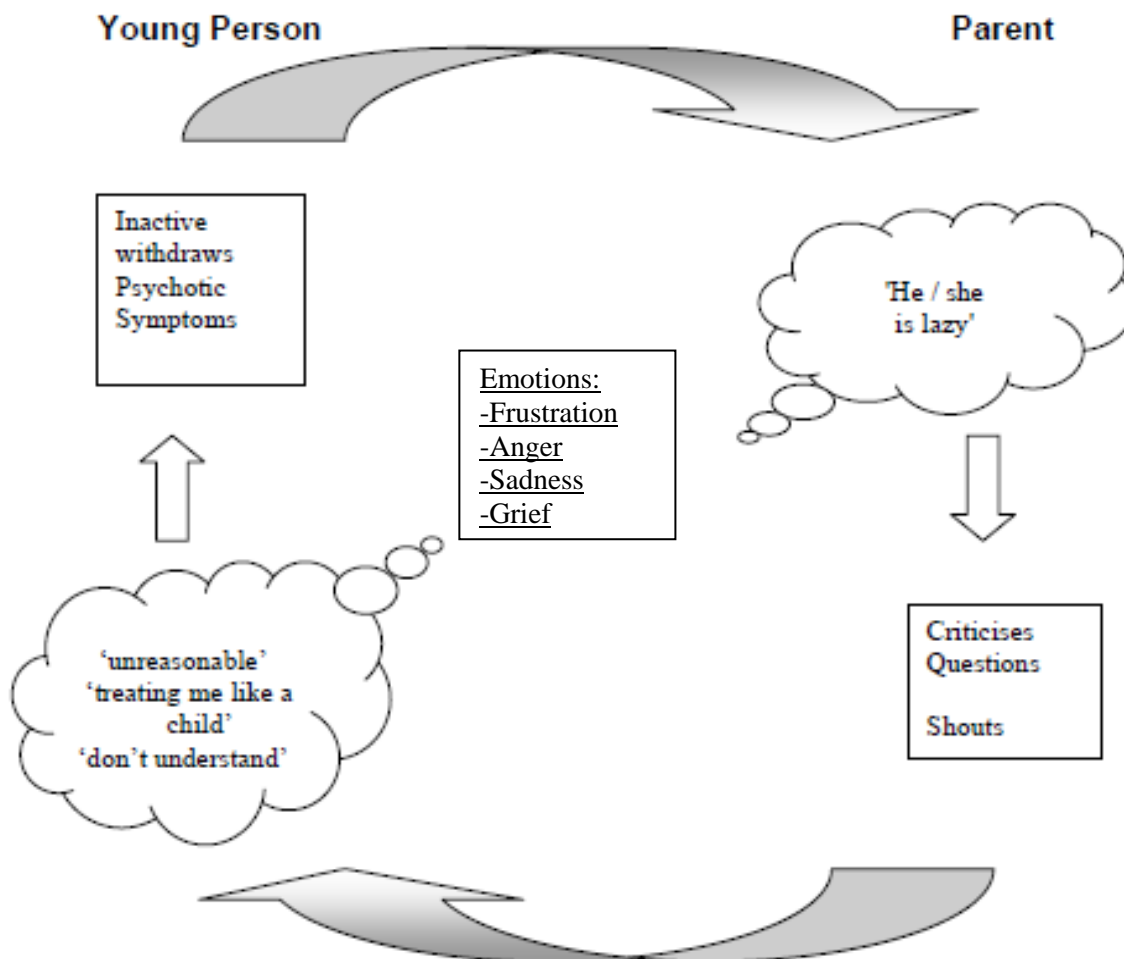 Young Person
Parent
Inactive
withdraws
Psychotic
Symptoms
'He / she
is lazy'
Emotions:
-Frustration
-Anger
-Sadness
-Grief
‘unreasonable’
‘treating me like a
child’
‘don’t understand’
Criticises
Questions
Shouts